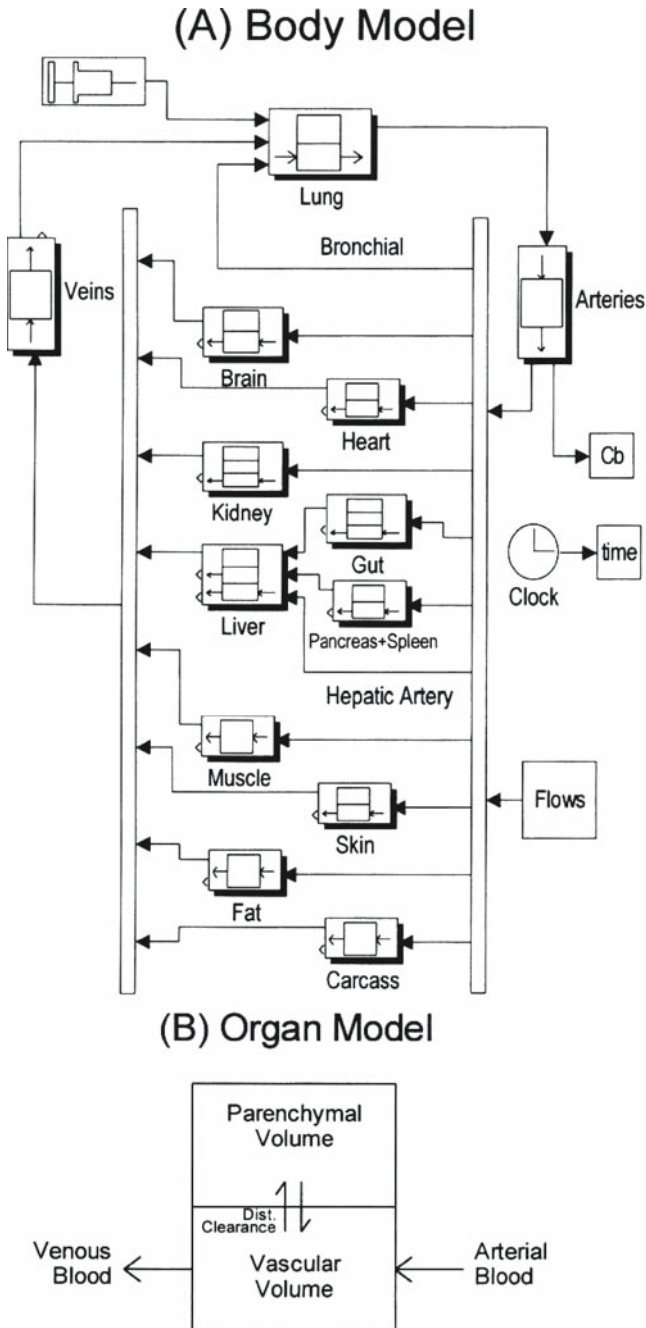 (A) Body Model
Lung
Bronchial
Veins
Arteries
Brain
Heart
Cb
Kidney
Gut
time
Clock
Liver
Pancreas+Spleen
Hepatic Artery
Muscle
Flows
Skin
Fat
Carcass
(B) Organ Model
Parenchymal
Volume
Dist.
Clearance
Venous
Blood
Vascular
Volume
Arterial
Blood